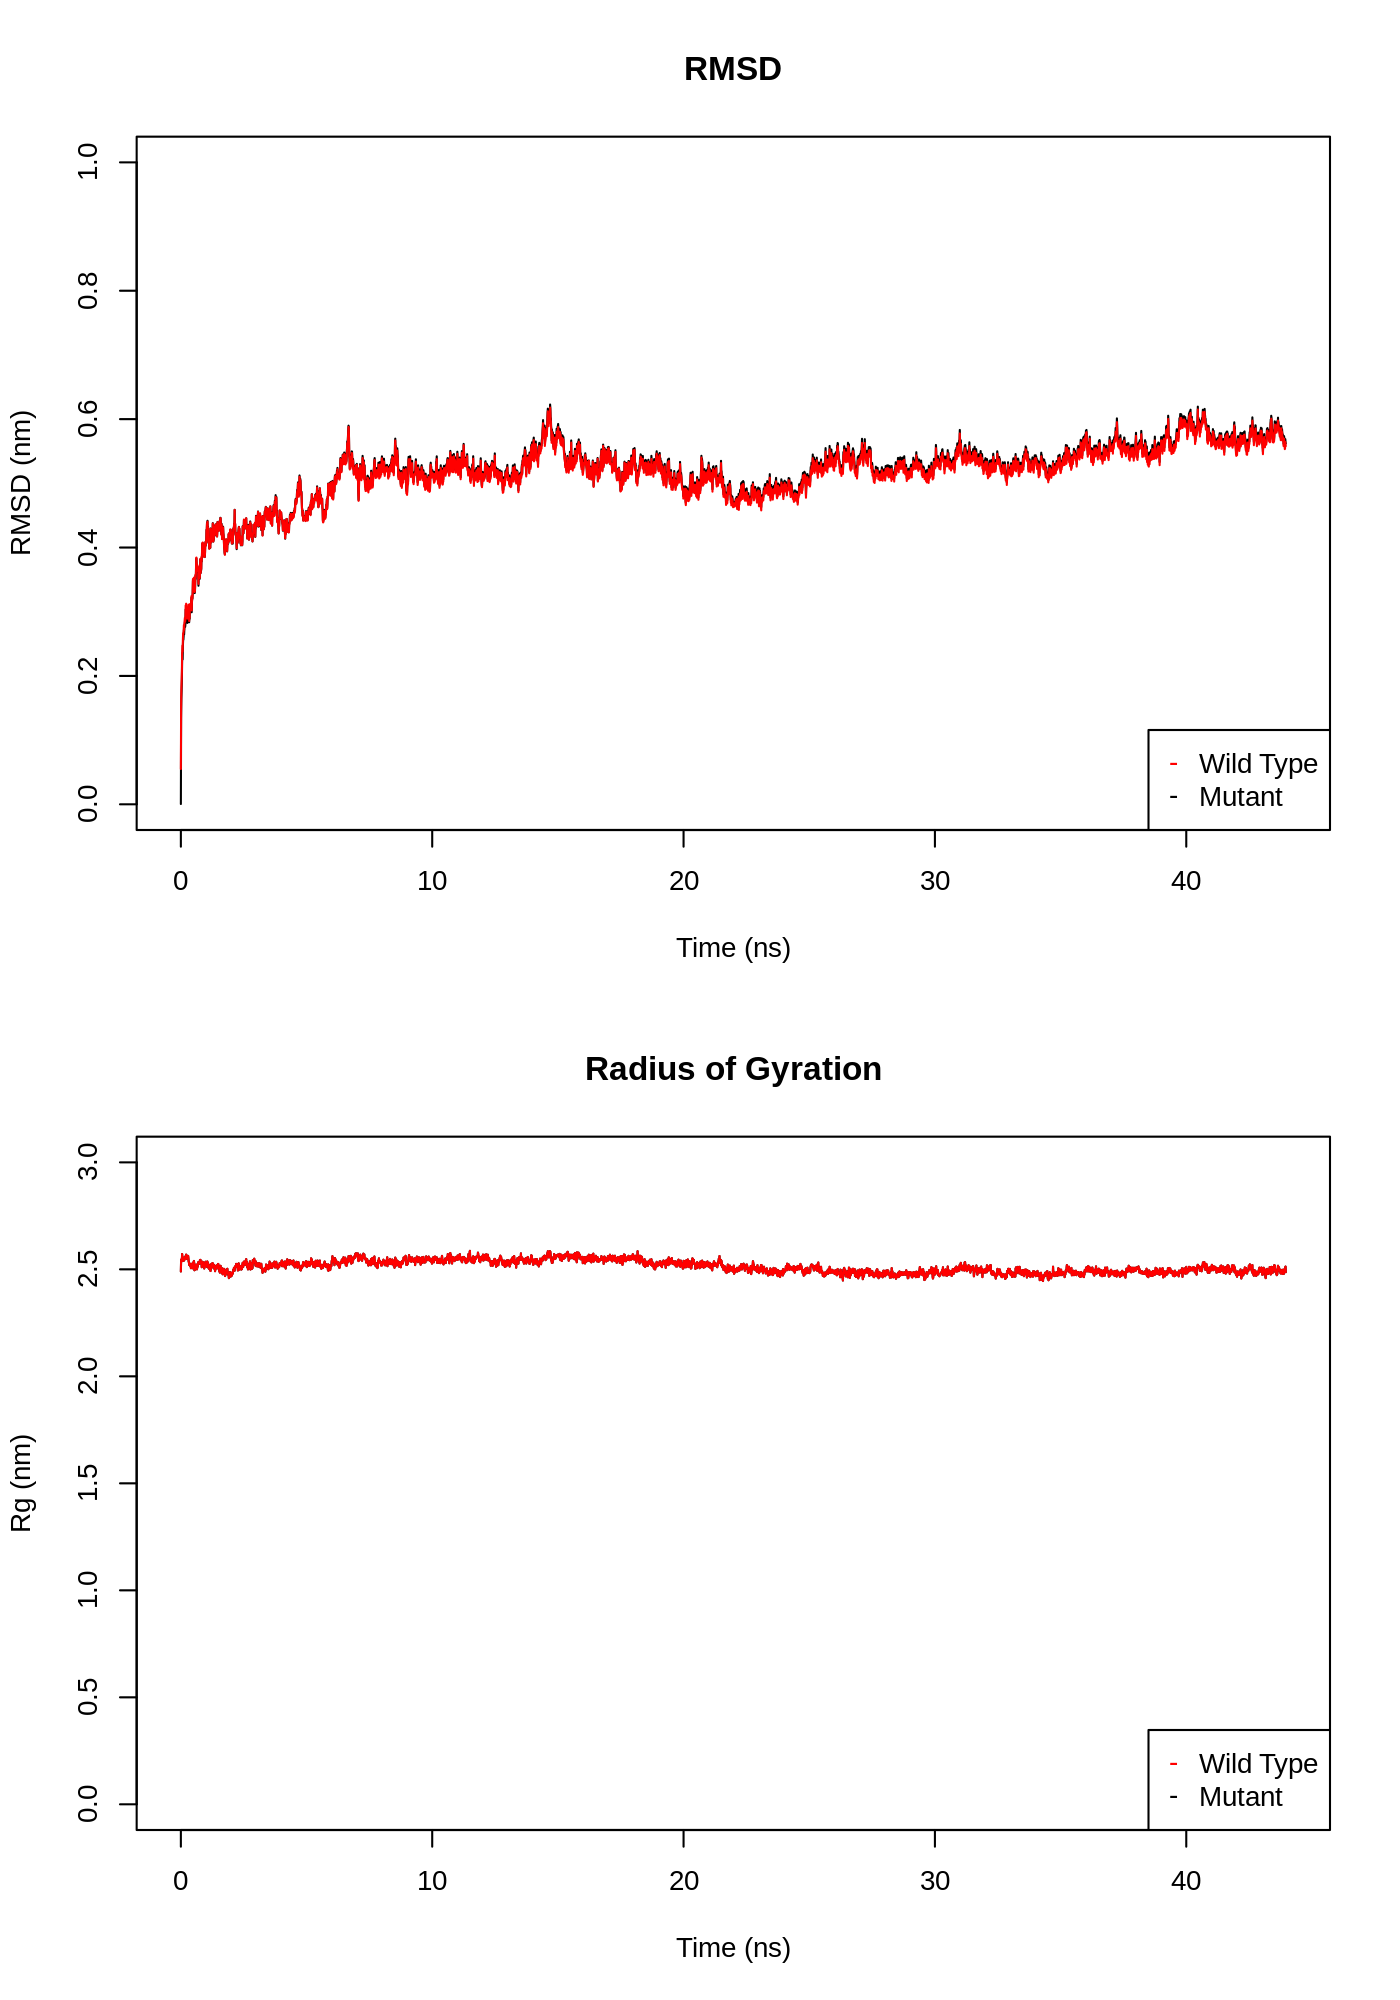 RMSD
RMSD (nm)
1.0
0.8
0.6
0.4
0.2
0.0
- Wild Type
- Mutant
0 10 20 30 40
Time (ns)
Radius of Gyration
Rg (nm)
3.0
2.5
2.0
1.5
1.0
0.5
0.0
- Wild Type
- Mutant
0 10 20 30 40
Time (ns)